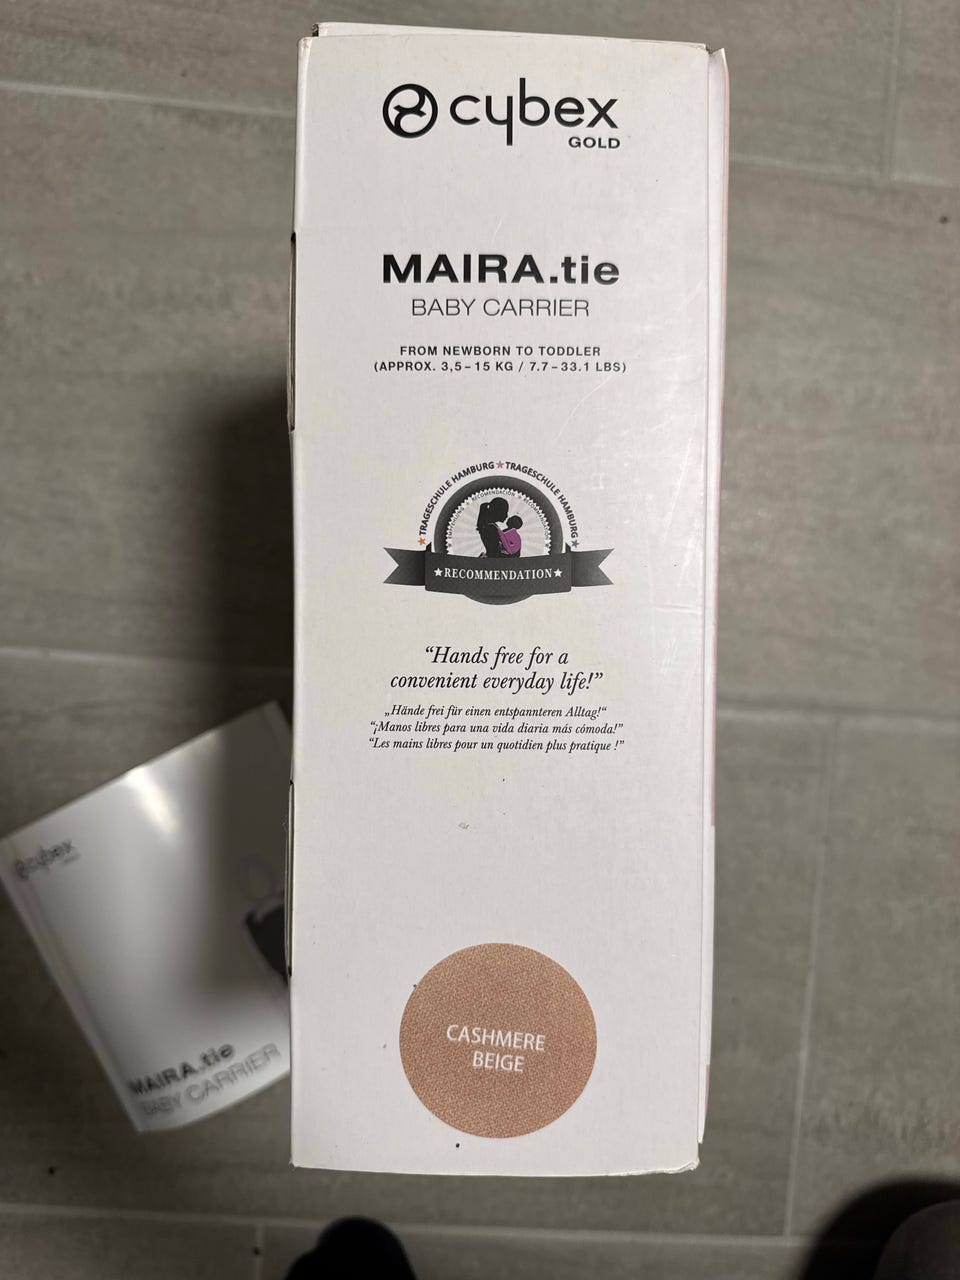 cybex
GOLD
MAIRA.tie
BABY CARRIER
FROM NEWBORN TO TODDLER
(APPROX. 3,5–15 KG / 7.7–33.1 LBS)
★ TRAGESCHULE HAMBURG ★ TRAGESCHULE HAMBURG ★
★RECOMMENDATION★
“Hands free for a
convenient everyday life!”
„Hände frei für einen entspannteren Alltag!“
“¡Manos libres para una vida diaria más cómoda!”
“Les mains libres pour un quotidien plus pratique !”
CASHMERE
BEIGE
cybex
MAIRA.tie
BABY CARRIER